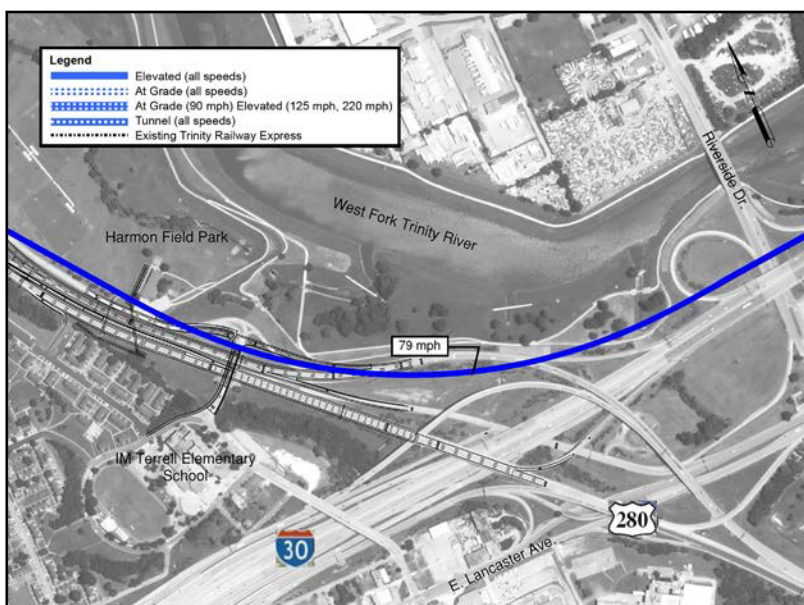 Legend
Elevated (all speeds)
At Grade (all speeds)
At Grade (90 mph) Elevated (125 mph, 220 mph)
Tunnel (all speeds)
Existing Trinity Railway Express
Riverside Dr.
West Fork Trinity River
Harmon Field Park
79 mph
IM Terrell Elementary
School
280
30
E. Lancaster Ave.